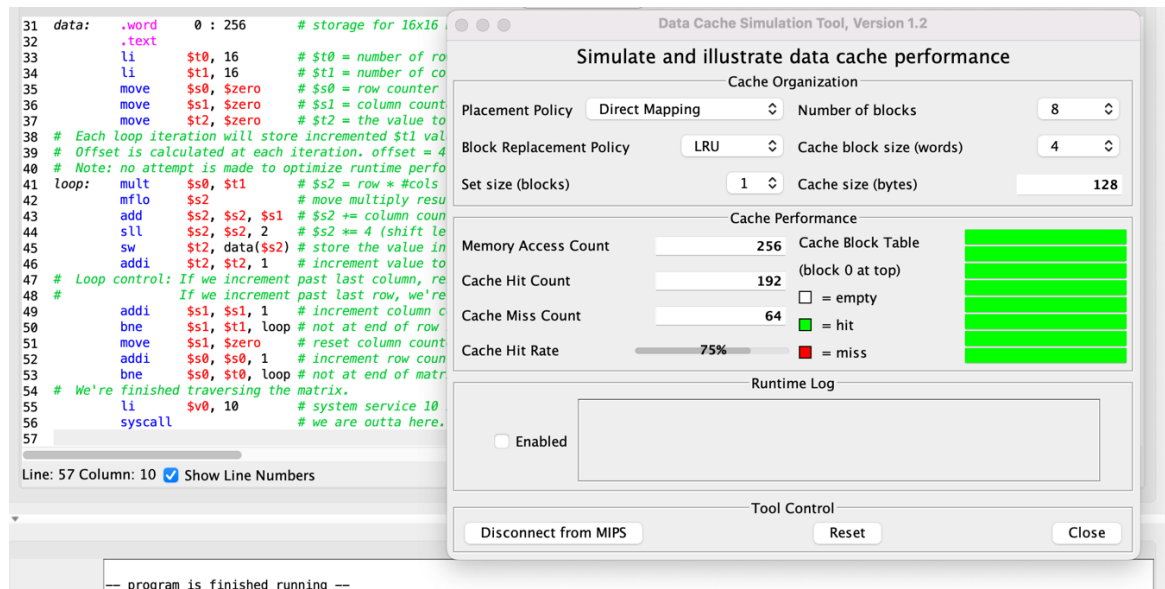 31 data: .word 0 : 256 # storage for 16x16
32 .text
33 li $t0, 16 # $t0 = number of ro
34 li $t1, 16 # $t1 = number of co
35 move $s0, $zero # $s0 = row counter
36 move $s1, $zero # $s1 = column count
37 move $t2, $zero # $t2 = the value to
38 # Each loop iteration will store incremented $t1 val
39 # Offset is calculated at each iteration. offset = 4
40 # Note: no attempt is made to optimize runtime perfo
41 loop: mult $s0, $t1 # $s2 = row * #cols
42 mflo $s2 # move multiply resu
43 add $s2, $s2, $s1 # $s2 += column coun
44 sll $s2, $s2, 2 # $s2 *= 4 (shift le
45 sw $t2, data($s2) # store the value in
46 addi $t2, $t2, 1 # increment value to
47 # Loop control: If we increment past last column, re
48 # If we increment past last row, we're
49 addi $s1, $s1, 1 # increment column c
50 bne $s1, $t1, loop # not at end of row
51 move $s1, $zero # reset column count
52 addi $s0, $s0, 1 # increment row coun
53 bne $s0, $t0, loop # not at end of matr
54 # We're finished traversing the matrix.
55 li $v0, 10 # system service 10
56 syscall # we are outta here.
57
Line: 57 Column: 10 Show Line Numbers
-- program is finished running --
Data Cache Simulation Tool, Version 1.2
Simulate and illustrate data cache performance
Cache Organization
Placement Policy Direct Mapping Number of blocks 8
Block Replacement Policy LRU Cache block size (words) 4
Set size (blocks) 1 Cache size (bytes) 128
Cache Performance
Memory Access Count 256 Cache Block Table
(block 0 at top)
Cache Hit Count 192
= empty
Cache Miss Count 64
= hit
Cache Hit Rate 75% = miss
Runtime Log
Enabled
Tool Control
Disconnect from MIPS Reset Close